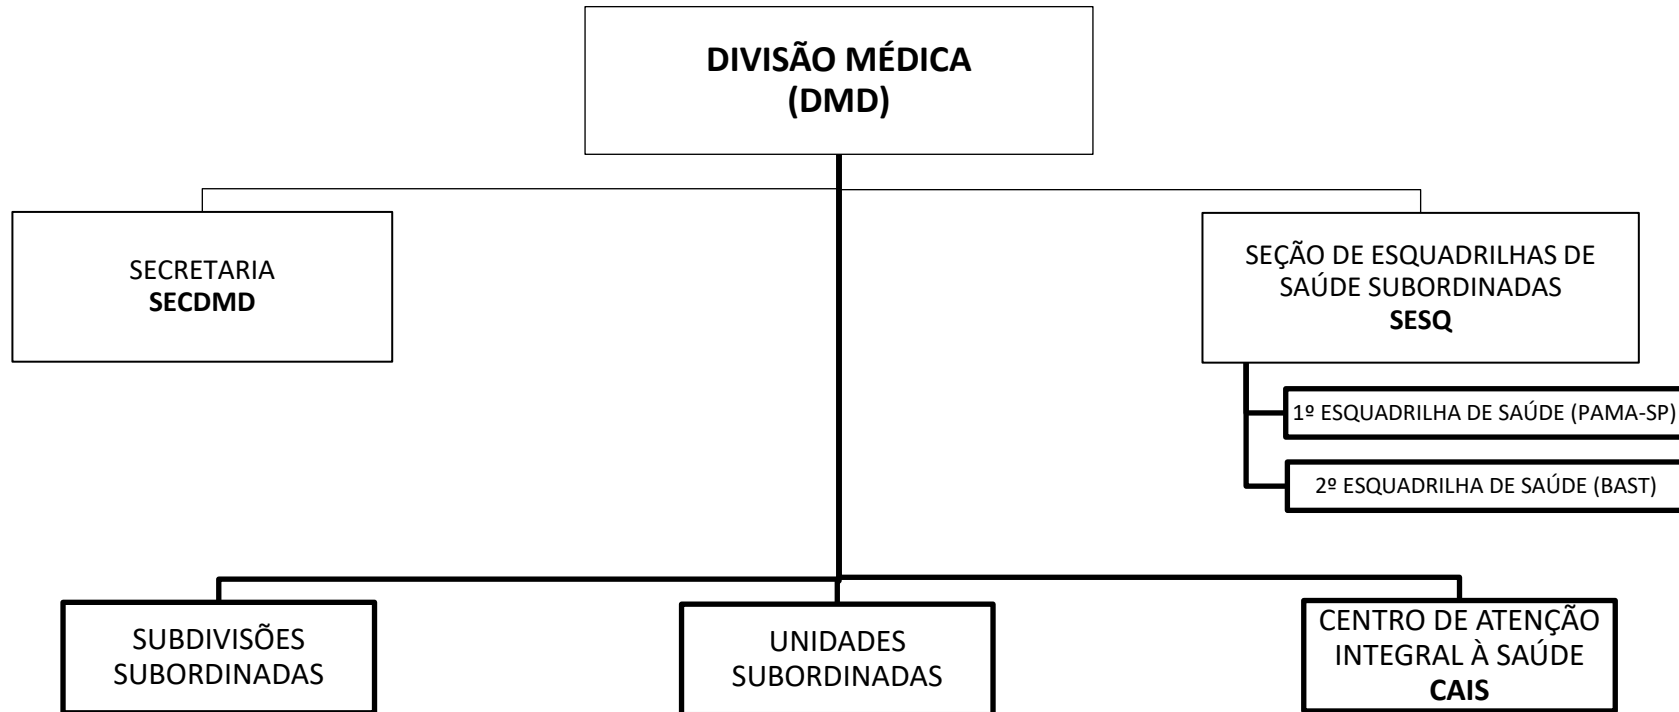 DIVISÃO MÉDICA
(DMD)
SECRETARIA
SECDMD
SEÇÃO DE ESQUADRILHAS DE
SAÚDE SUBORDINADAS
SESQ
1º ESQUADRILHA DE SAÚDE (PAMA-SP)
2º ESQUADRILHA DE SAÚDE (BAST)
SUBDIVISÕES
SUBORDINADAS
UNIDADES
SUBORDINADAS
CENTRO DE ATENÇÃO
INTEGRAL À SAÚDE
CAIS